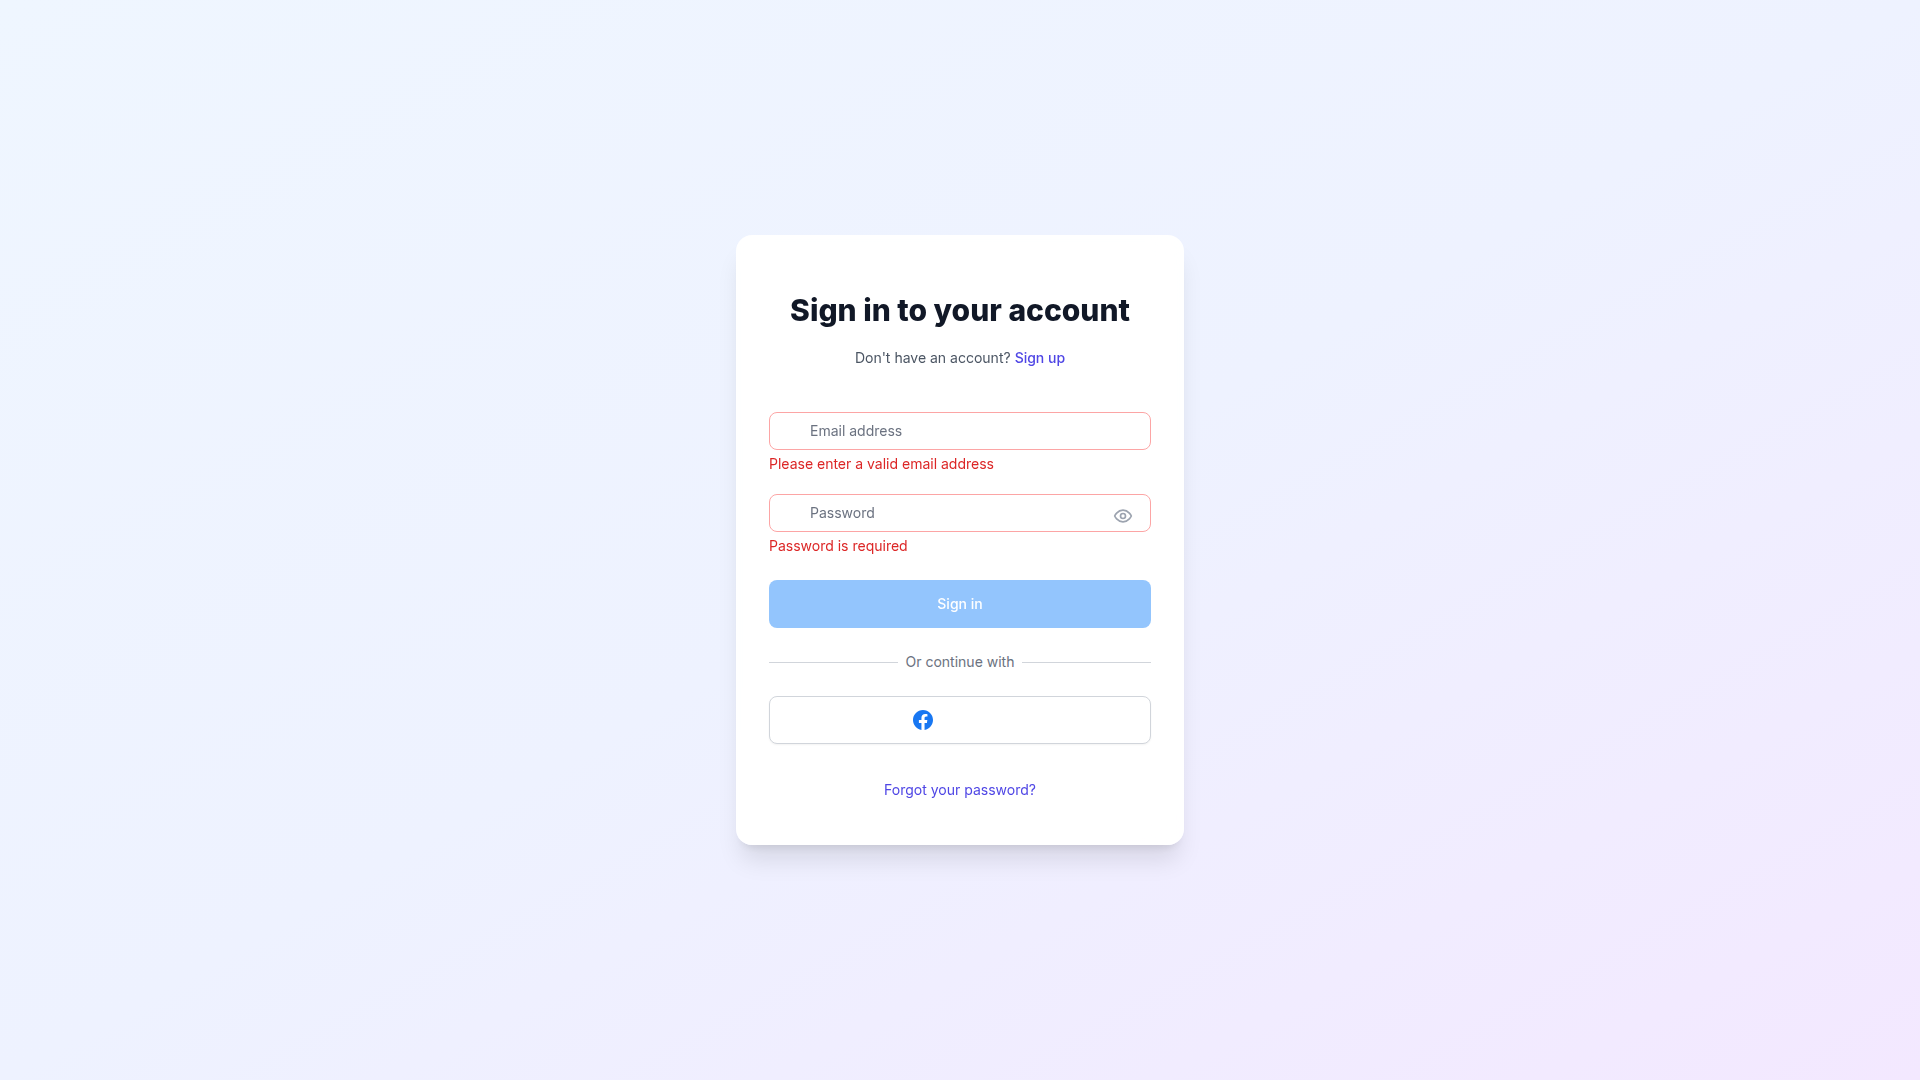 Sign in to your account
Don't have an account? Sign up
Email address
Please enter a valid email address
Password
Password is required
Sign in
Or continue with
Forgot your password?